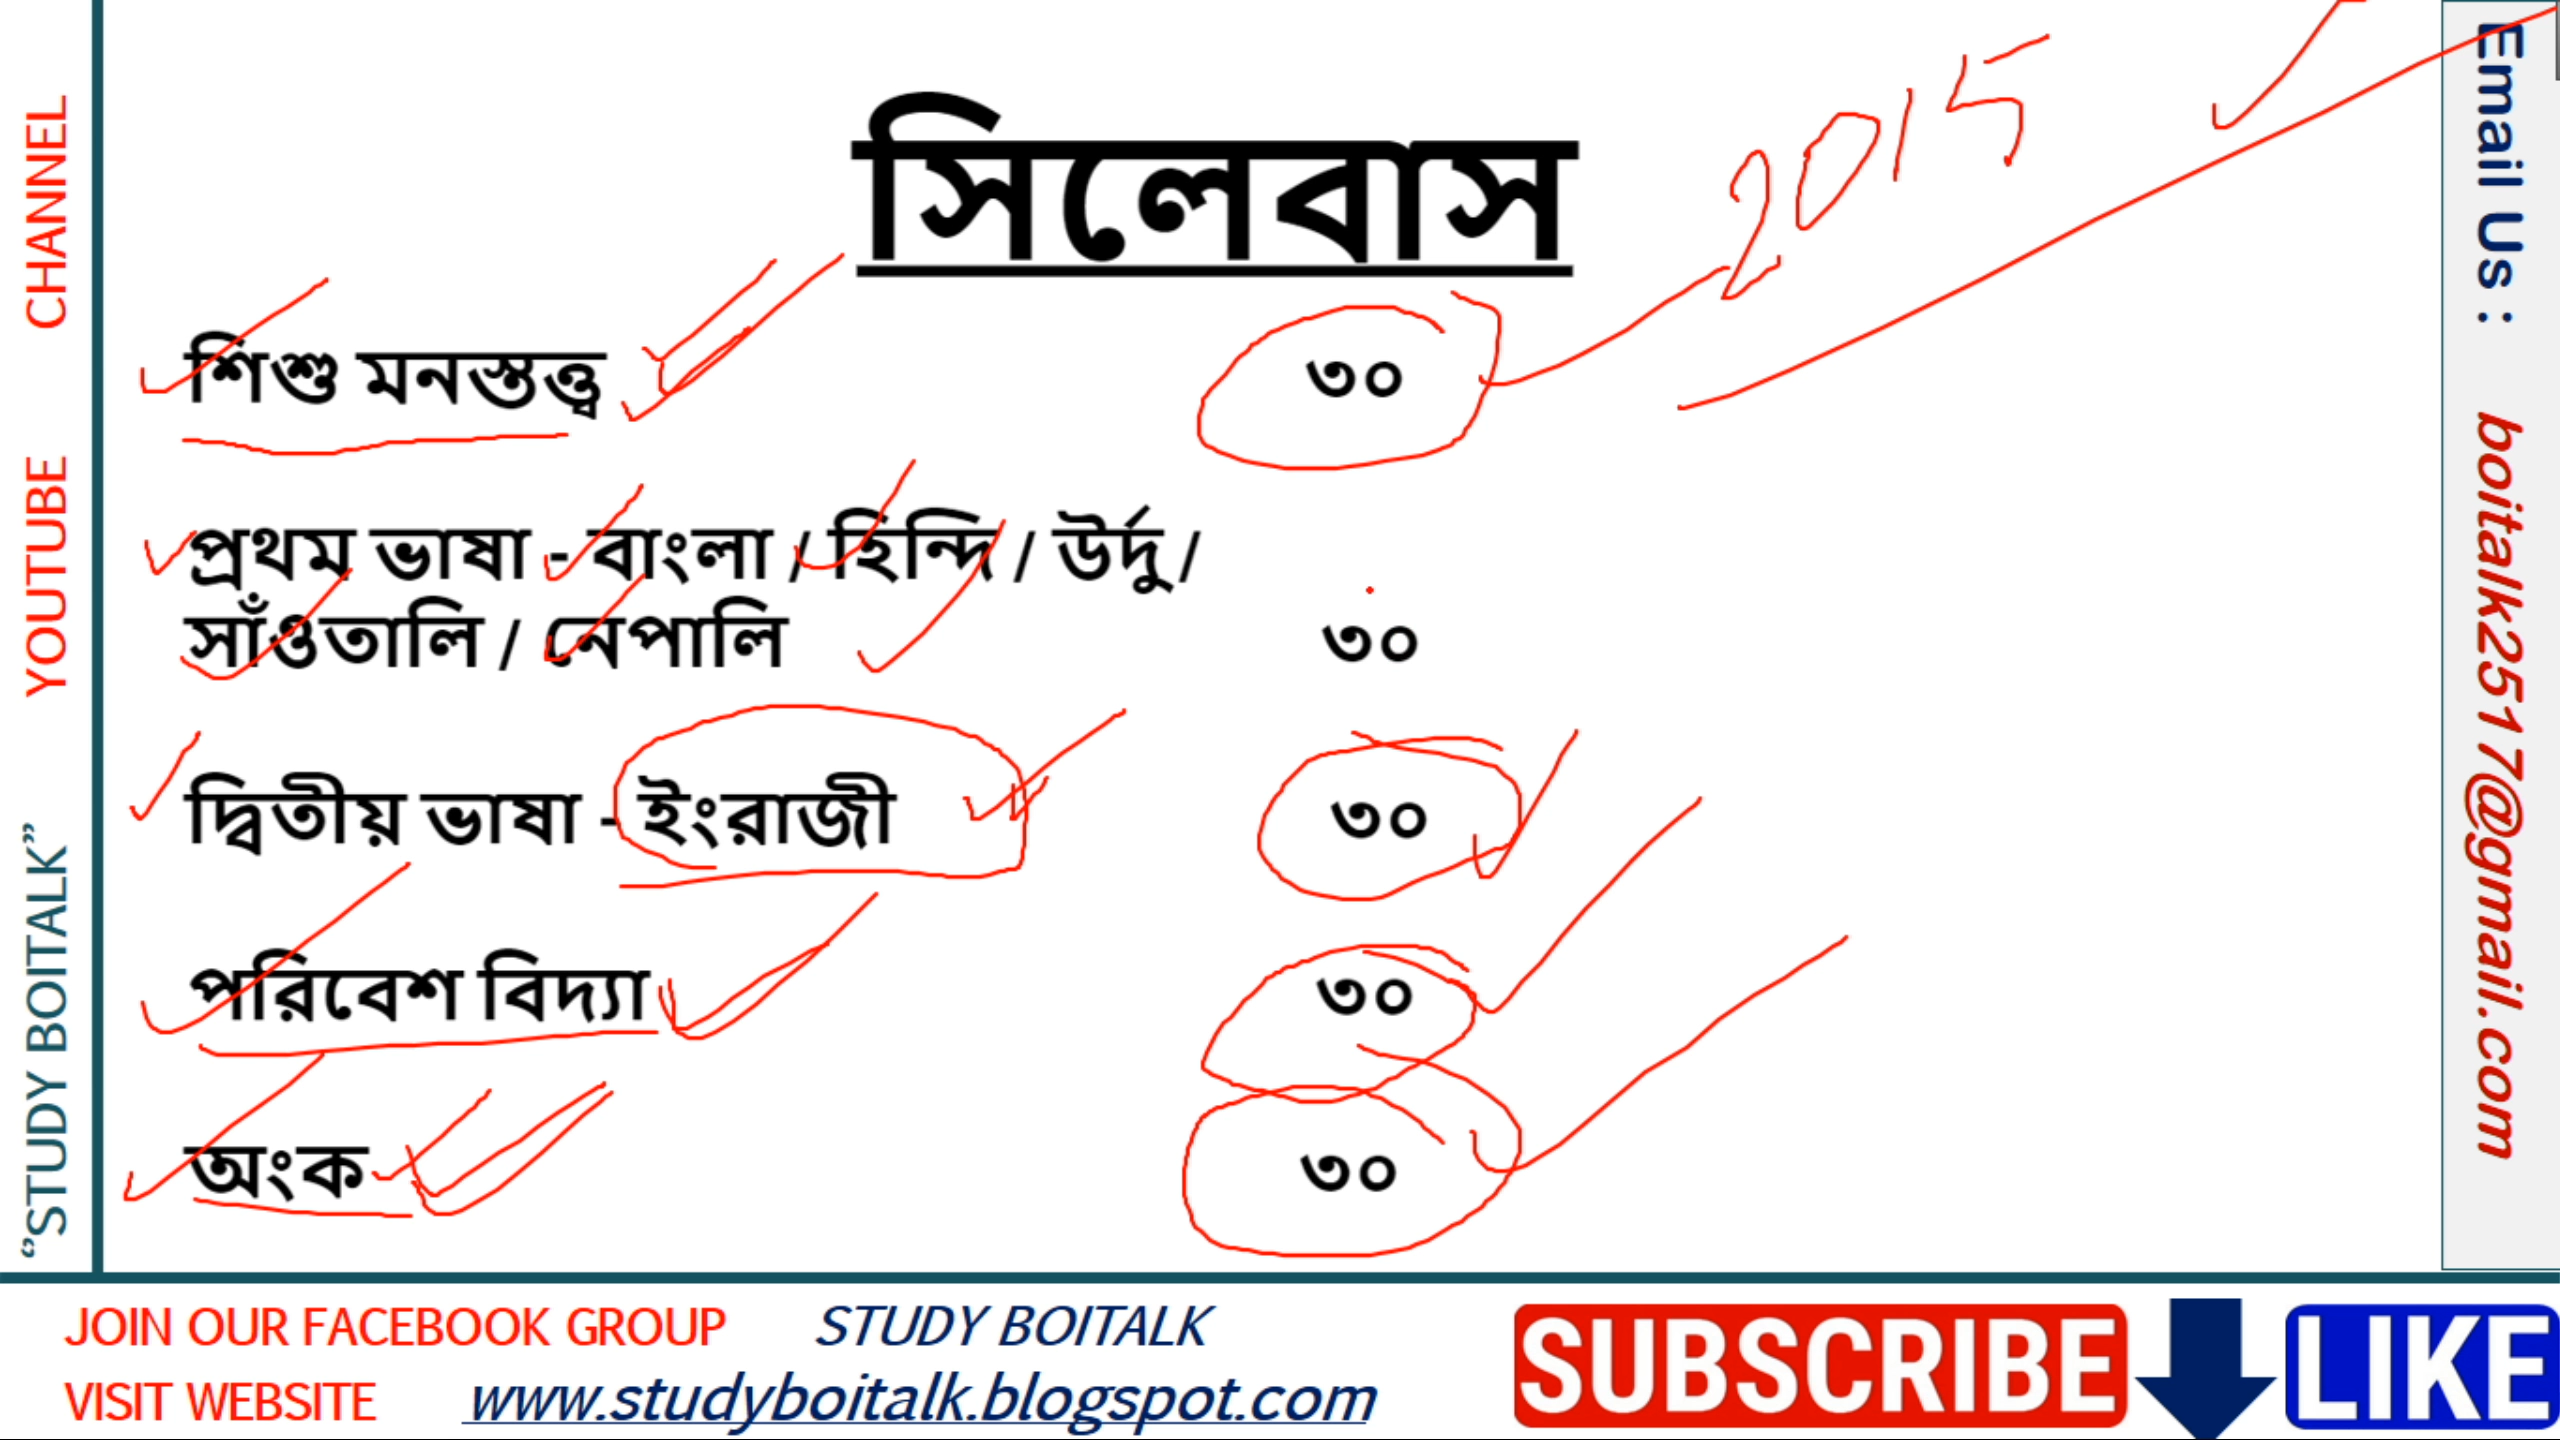 সিলেবাস
2015
শিশু মনস্তত্ত্ব ৩০
প্রথম ভাষা - বাংলা / হিন্দি / উর্দু /
সাঁওতালি / নেপালি ৩০
দ্বিতীয় ভাষা - ইংরাজী ৩০
পরিবেশ বিদ্যা ৩০
অংক ৩০
“STUDY BOITALK” YOUTUBE CHANNEL
Email Us : boitalk2517@gmail.com
JOIN OUR FACEBOOK GROUP STUDY BOITALK
VISIT WEBSITE www.studyboitalk.blogspot.com
SUBSCRIBE LIKE